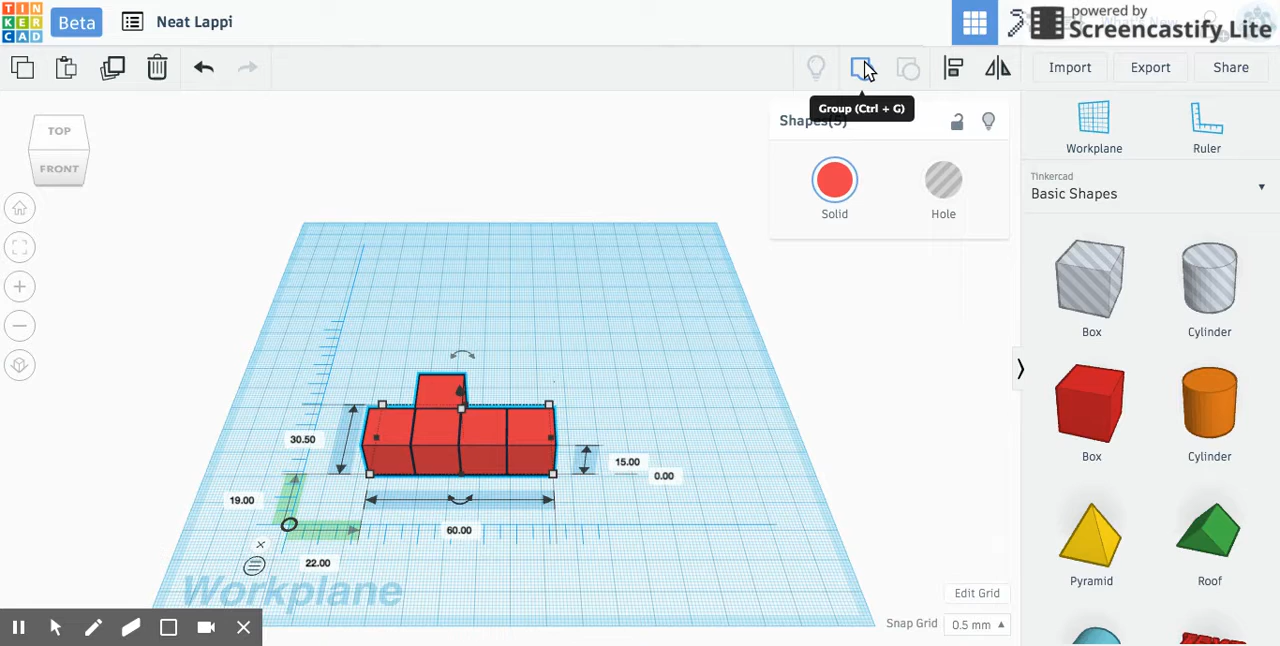 TIN
KER
CAD
Beta
Neat Lappi
powered by
Screencastify Lite
Group (Ctrl + G)
Import
Export
Share
TOP
FRONT
Shapes(5)
Solid
Hole
Workplane
Ruler
Tinkercad
Basic Shapes
Box
Cylinder
Box
Cylinder
Pyramid
Roof
30.50
15.00
0.00
19.00
60.00
22.00
Workplane
Edit Grid
Snap Grid
0.5 mm